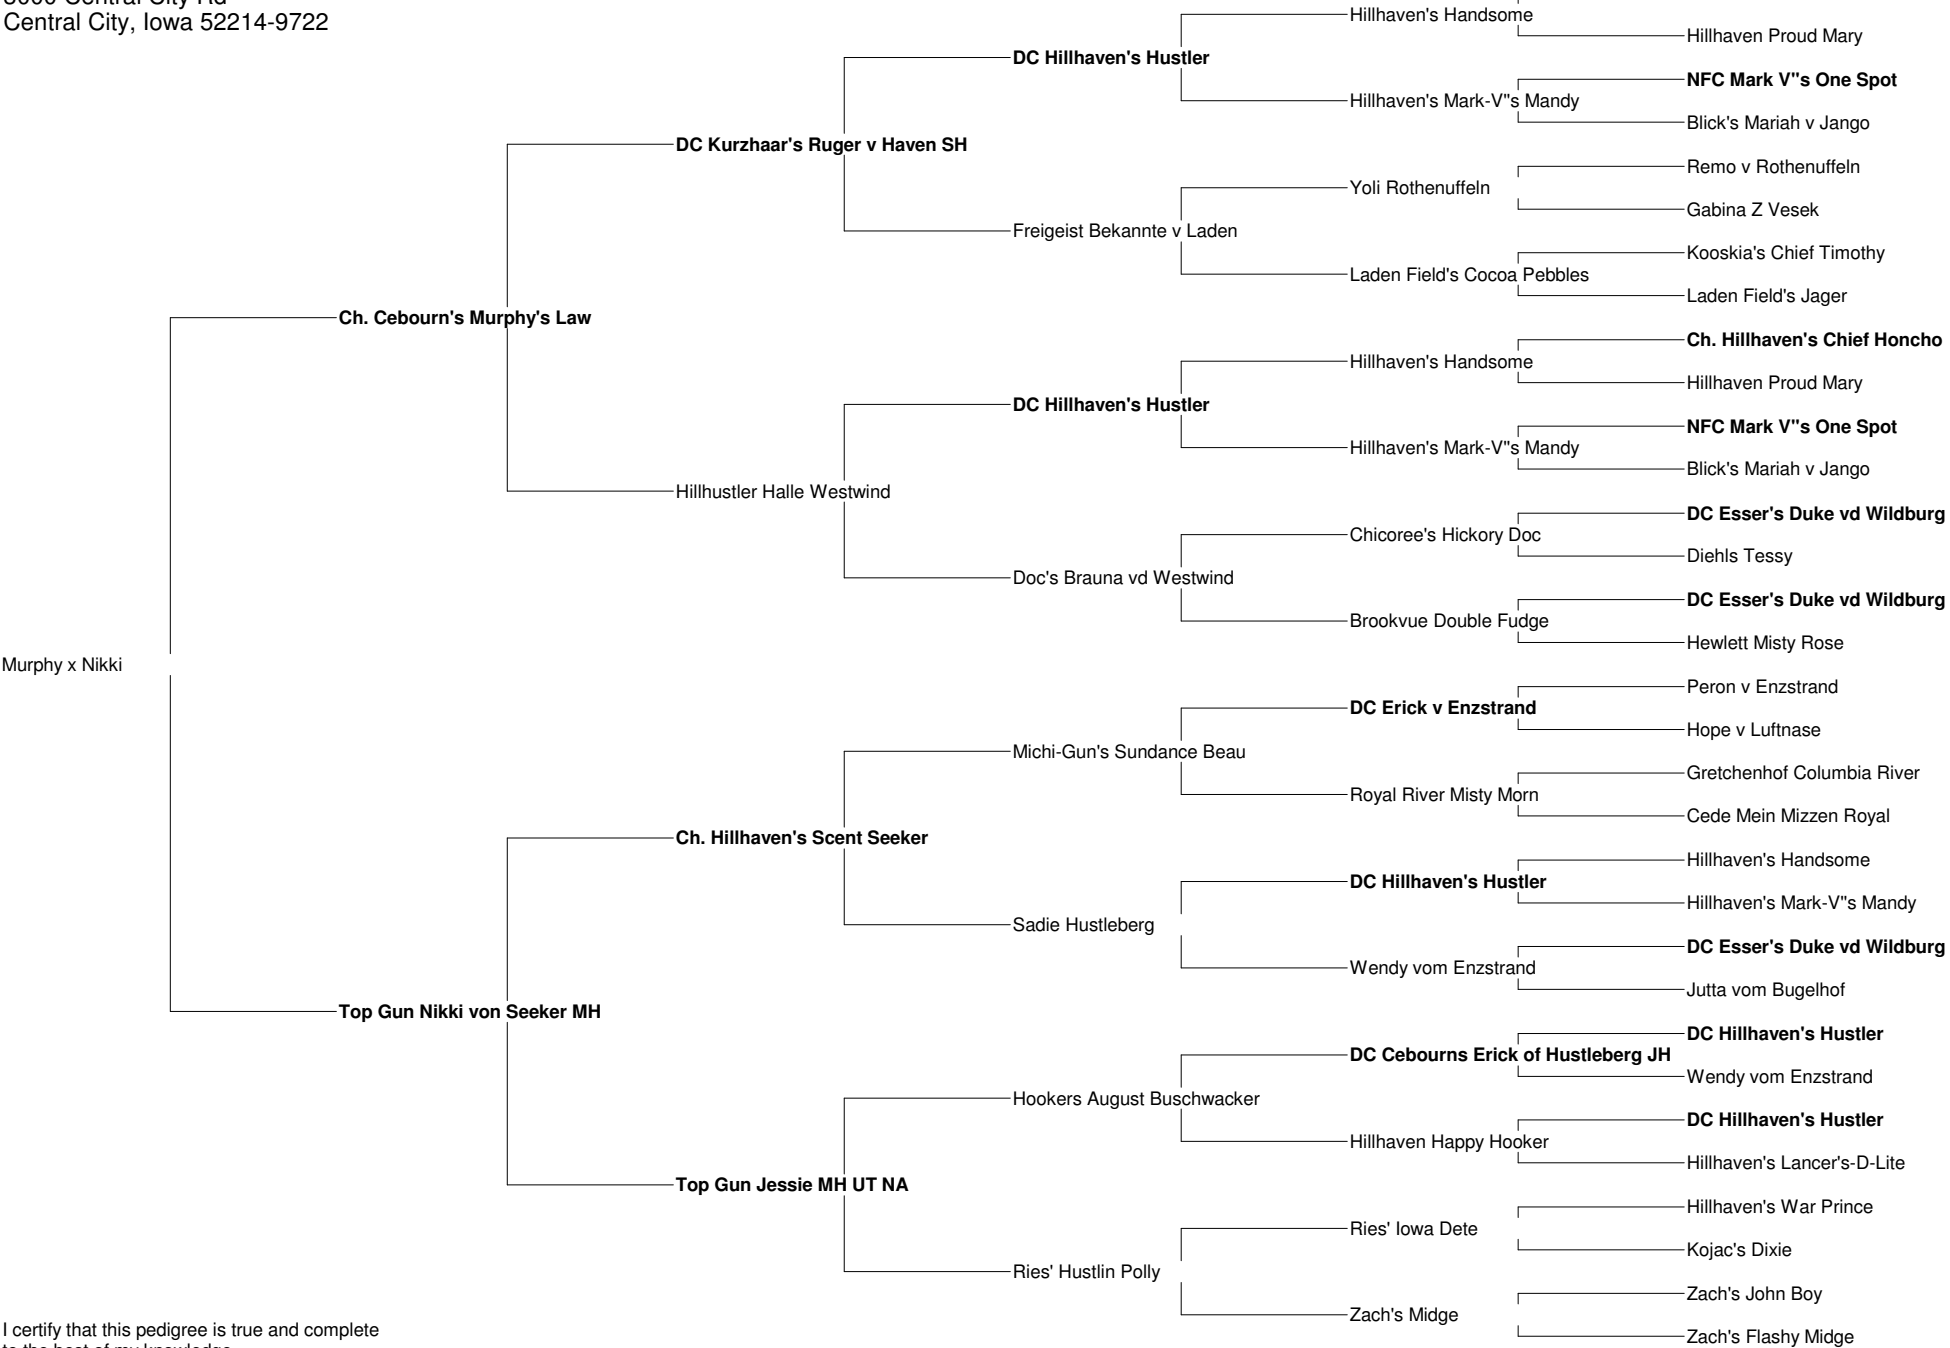 Central City, Iowa 52214-9722
Hillhaven's Handsome
Hillhaven Proud Mary
DC Hillhaven's Hustler
NFC Mark V"s One Spot
Hillhaven's Mark-V"s Mandy
Blick's Mariah v Jango
DC Kurzhaar's Ruger v Haven SH
Remo v Rothenuffeln
Yoli Rothenuffeln
Gabina Z Vesek
Freigeist Bekannte v Laden
Kooskia's Chief Timothy
Laden Field's Cocoa Pebbles
Laden Field's Jager
Ch. Cebourn's Murphy's Law
Ch. Hillhaven's Chief Honcho
Hillhaven's Handsome
Hillhaven Proud Mary
DC Hillhaven's Hustler
NFC Mark V"s One Spot
Hillhaven's Mark-V"s Mandy
Blick's Mariah v Jango
Hillhustler Halle Westwind
DC Esser's Duke vd Wildburg
Chicoree's Hickory Doc
Diehls Tessy
Doc's Brauna vd Westwind
DC Esser's Duke vd Wildburg
Brookvue Double Fudge
Hewlett Misty Rose
Murphy x Nikki
Peron v Enzstrand
DC Erick v Enzstrand
Hope v Luftnase
Michi-Gun's Sundance Beau
Gretchenhof Columbia River
Royal River Misty Morn
Cede Mein Mizzen Royal
Ch. Hillhaven's Scent Seeker
Hillhaven's Handsome
DC Hillhaven's Hustler
Hillhaven's Mark-V"s Mandy
Sadie Hustleberg
DC Esser's Duke vd Wildburg
Wendy vom Enzstrand
Jutta vom Bugelhof
Top Gun Nikki von Seeker MH
DC Hillhaven's Hustler
DC Cebourns Erick of Hustleberg JH
Wendy vom Enzstrand
Hookers August Buschwacker
DC Hillhaven's Hustler
Hillhaven Happy Hooker
Hillhaven's Lancer's-D-Lite
Top Gun Jessie MH UT NA
Hillhaven's War Prince
Ries' Iowa Dete
Kojac's Dixie
Ries' Hustlin Polly
Zach's John Boy
Zach's Midge
Zach's Flashy Midge
I certify that this pedigree is true and complete